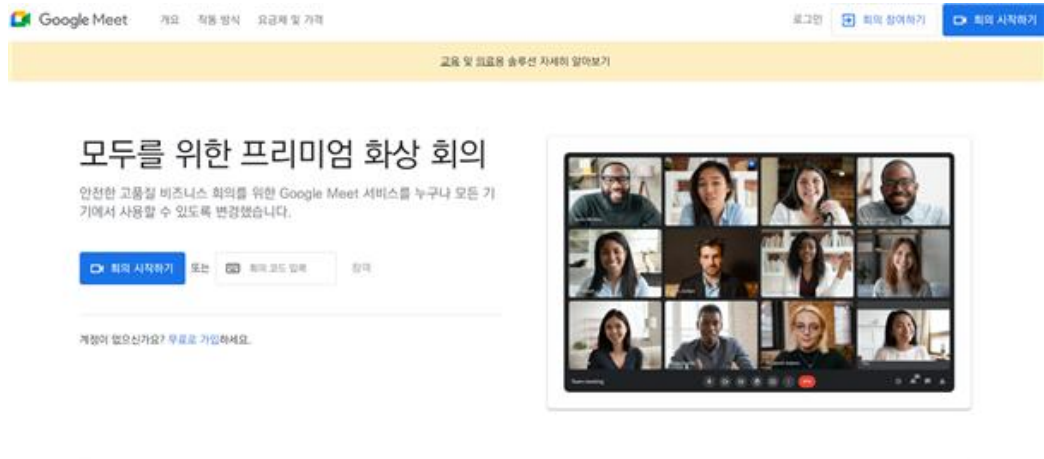 Google Meet
개요
작동 방식
요금제 및 가격
로그인
회의 참여하기
회의 시작하기
교육 및 의료용 솔루션 자세히 알아보기
모두를 위한 프리미엄 화상 회의
안전한 고품질 비즈니스 회의를 위한 Google Meet 서비스를 누구나 모든 기
기에서 사용할 수 있도록 변경했습니다.
회의 시작하기
또는
회의 코드 입력
참여
계정이 없으신가요? 무료로 가입하세요.
Team meeting